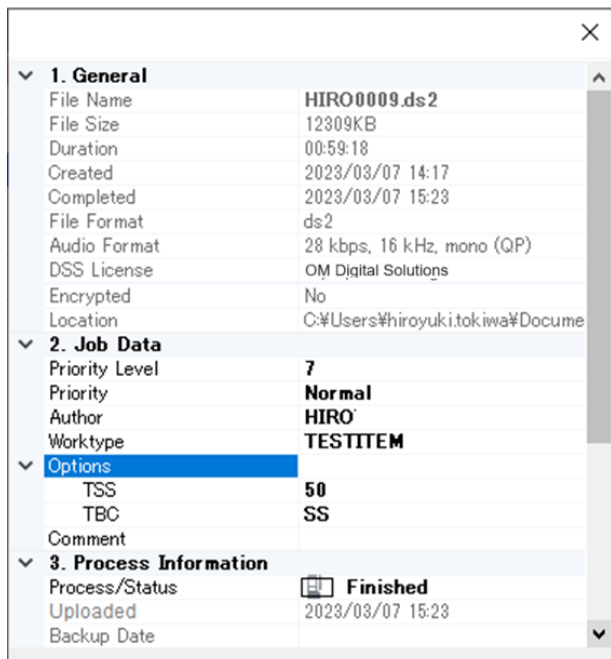 1. General
File Name HIRO0009.ds2
File Size 12309KB
Duration 00:59:18
Created 2023/03/07 14:17
Completed 2023/03/07 15:23
File Format ds2
Audio Format 28 kbps, 16 kHz, mono (QP)
DSS License OM Digital Solutions
Encrypted No
Location C:¥Users¥hiroyuki.tokiwa¥Docume
2. Job Data
Priority Level 7
Priority Normal
Author HIRO
Worktype TESTITEM
Options
TSS 50
TBC SS
Comment
3. Process Information
Process/Status Finished
Uploaded 2023/03/07 15:23
Backup Date